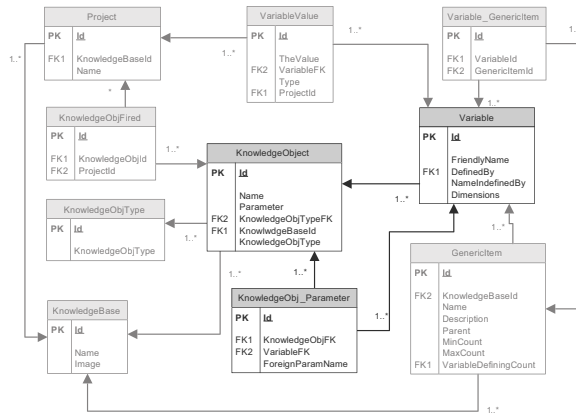 Project
PK Id
FK1 KnowledgeBaseId
Name
VariableValue
PK Id
TheValue
FK2 VariableFK
Type
FK1 ProjectId
Variable_GenericItem
PK Id
FK1 VariableId
FK2 GenericItemId
1..*
1..*
1..*
1..*
*
1..*
1..*
KnowledgeObjFired
PK Id
FK1 KnowledgeObjId
FK2 ProjectId
1..*
KnowledgeObject
PK Id
Name
Parameter
FK2 KnowledgeObjTypeFK
FK1 KnowlwdgeBaseId
KnowledgeObjType
Variable
PK Id
FriendlyName
FK1 DefinedBy
NameIndefinedBy
Dimensions
1..*
1..*
KnowledgeObjType
PK Id
KnowledgeObjType
1..*
1..*
1..*
KnowledgeObj_Parameter
PK Id
FK1 KnowledgeObjFK
FK2 VariableFK
ForeignParamName
1..*
GenericItem
PK Id
FK2 KnowledgeBaseId
Name
Description
Parent
MinCount
MaxCount
FK1 VariableDefiningCount
KnowledgeBase
PK Id
Name
Image
1..*